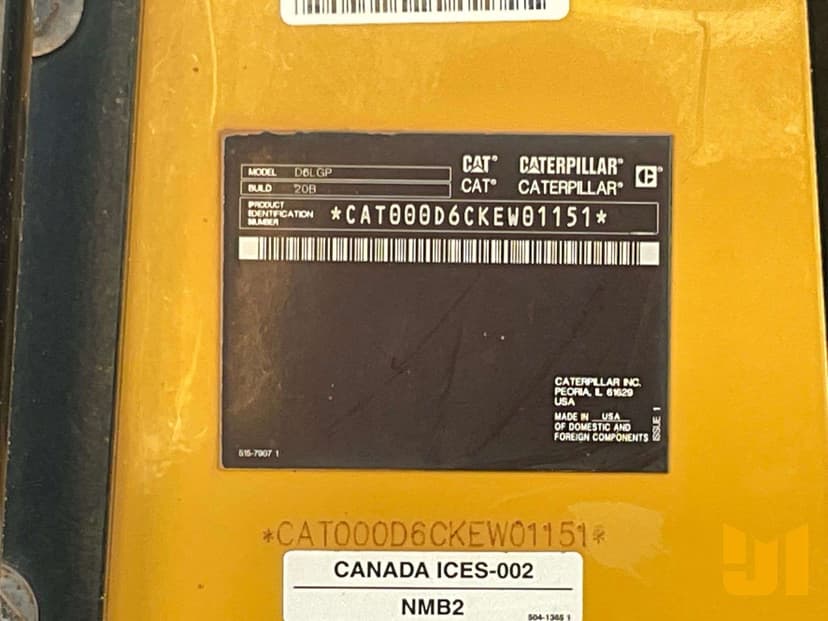 MODEL D6LGP
BUILD 20B
CAT® CATERPILLAR®
CAT® CATERPILLAR®
PRODUCT
IDENTIFICATION
NUMBER
*CAT000D6CKEW01151*
CATERPILLAR INC.
PEORIA, IL 61629
USA
MADE IN USA
OF DOMESTIC AND
FOREIGN COMPONENTS
ISSUE 1
515-7907 1
*CAT000D6CKEW01151*
CANADA ICES-002
NMB2
504-1365 1